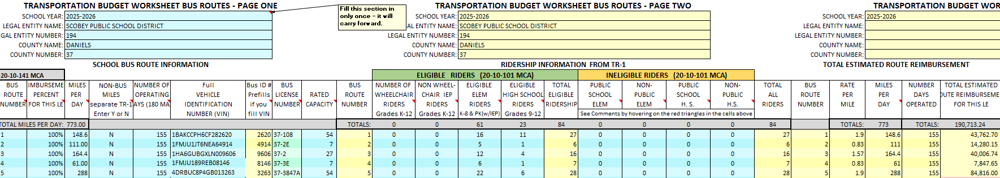 TRANSPORTATION BUDGET WORKSHEET BUS ROUTES - PAGE ONE
SCHOOL YEAR: 2025-2026
LEGAL ENTITY NAME: SCOBEY PUBLIC SCHOOL DISTRICT
EGAL ENTITY NUMBER: 194
COUNTY NAME: DANIELS
COUNTY NUMBER: 37
Fill this section in
only once – it will
carry forward.
TRANSPORTATION BUDGET WORKSHEET BUS ROUTES - PAGE TWO
SCHOOL YEAR: 2025-2026
AL ENTITY NAME: SCOBEY PUBLIC SCHOOL DISTRICT
LEGAL ENTITY NUMBER: 194
COUNTY NAME: DANIELS
COUNTY NUMBER: 37
TRANSPORTATION BUDGET WOR
SCHOOL YEAR: 2025-2026
LEGAL ENTITY NAME:
LEGAL ENTITY NUMBER:
COUNTY NAME:
COUNTY NUMBER:
SCHOOL BUS ROUTE INFORMATION
RIDERSHIP INFORMATION FROM TR-1
TOTAL ESTIMATED ROUTE REIMBURSEMENT
20-10-141 MCA
ELIGIBLE RIDERS (20-10-101 MCA)
INELIGIBLE RIDERS (20-10-101 MCA)
BUS ROUTE NUMBER
IMBURSEME PERCENT FOR THIS LE
MILES PER DAY
NON-BUS MILES separate TR-1 Enter Y or N
NUMBER OF OPERATING AYS (180 MA
Full VEHICLE IDENTIFICATION NUMBER (VIN)
Bus ID # Prefills if you fill VIN
BUS LICENSE NUMBER
RATED CAPACITY
BUS ROUTE NUMBER
NUMBER OF WHEELCHAIR RIDERS Grades K-12
NON WHEEL-CHAIR IEP RIDERS Grades K-12
ELIGIBLE ELEM RIDERS K-8 & PK(w/IEP)
ELIGIBLE HIGH SCHOOL RIDERS Grades 9-12
TOTAL ELIGIBLE RIDERSHIP
PUBLIC SCHOOL ELEM
NON-PUBLIC ELEM
PUBLIC SCHOOL H. S.
NON-PUBLIC H.S.
See Comments by hovering on the red triangles in the cells above
TOTAL ALL RIDERS
BUS ROUTE NUMBER
RATE PER MILE
MILES PER DAY
NUMBER DAYS OPERATED
TOTAL ESTIMATED OUTE REIMBURSEME FOR THIS LE
TOTAL MILES PER DAY: 773.00 TOTALS: 0 0 61 23 84 0 0 0 0 84 TOTALS: 773 TOTALS: 190,713.24
1 100% 148.6 N 155 1BAKCCPH6CF282620 2620 37-108 54 1 0 0 16 11 27 0 0 0 0 27 1 1.9 148.6 155 43,762.70
2 100% 111.00 N 155 1FMJU1JT6NEA64914 4914 37-2E 7 2 0 0 5 1 6 0 0 0 0 6 2 0.83 111 155 14,280.15
3 100% 164.4 N 155 1HA6GUBGXLN009606 9606 37-2 27 3 0 0 12 4 16 0 0 0 0 16 3 1.57 164.4 155 40,006.74
4 100% 61.00 N 155 1FMJU189REB08146 8146 37-3E 7 4 0 0 6 1 7 0 0 0 0 7 4 0.83 61 155 7,847.65
5 100% 288 N 155 4DRBUC8P4GB013263 3263 37-3847A 54 5 0 0 22 6 28 0 0 0 0 28 5 1.9 288 155 84,816.00